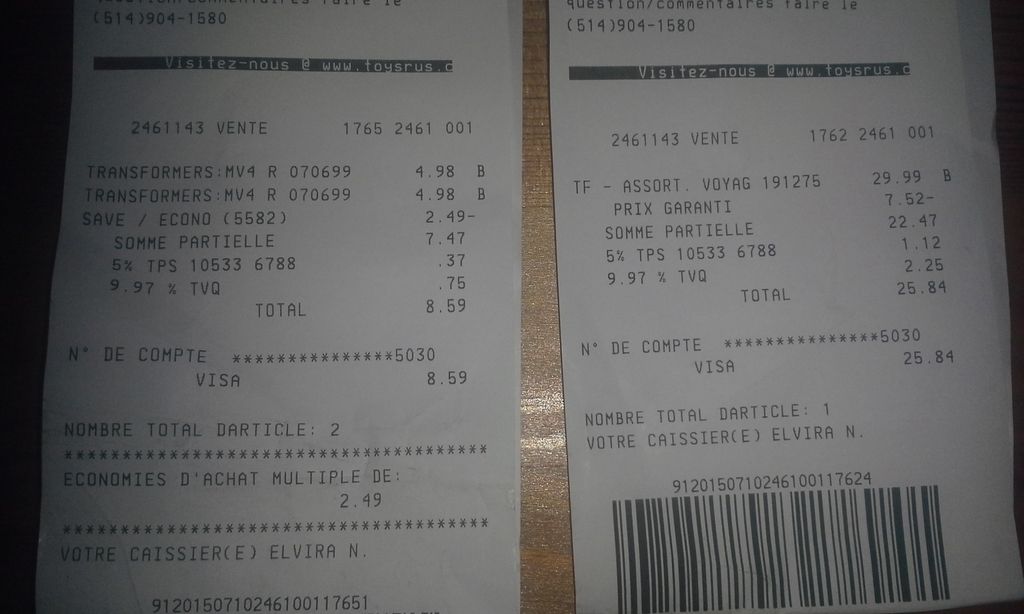 (514)904-1580
Visitez-nous @ www.toysrus.c
2461143 VENTE 1765 2461 001
TRANSFORMERS:MV4 R 070699 4.98 B
TRANSFORMERS:MV4 R 070699 4.98 B
SAVE / ECONO (5582) 2.49-
SOMME PARTIELLE 7.47
5% TPS 10533 6788 .37
9.97 % TVQ .75
TOTAL 8.59
N° DE COMPTE ***************5030
VISA 8.59
NOMBRE TOTAL DARTICLE: 2
**************************************
ECONOMIES D'ACHAT MULTIPLE DE:
2.49
**************************************
VOTRE CAISSIER(E) ELVIRA N.
91201507102461001176​51
question/commentaires faire le
(514)904-1580
Visitez-nous @ www.toysrus.c
2461143 VENTE 1762 2461 001
TF - ASSORT. VOYAG 191275 29.99 B
PRIX GARANTI 7.52-
SOMME PARTIELLE 22.47
5% TPS 10533 6788 1.12
9.97 % TVQ 2.25
TOTAL 25.84
N° DE COMPTE ***************5030
VISA 25.84
NOMBRE TOTAL DARTICLE: 1
VOTRE CAISSIER(E) ELVIRA N.
9120150710246100117624